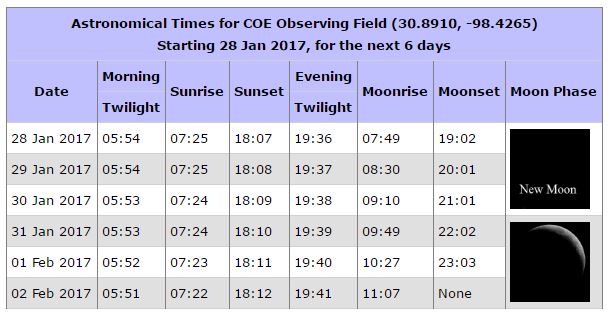 Astronomical Times for COE Observing Field (30.8910, -98.4265)
Starting 28 Jan 2017, for the next 6 days
Date Morning Twilight Sunrise Sunset Evening Twilight Moonrise Moonset Moon Phase
28 Jan 2017 05:54 07:25 18:07 19:36 07:49 19:02
29 Jan 2017 05:54 07:25 18:08 19:37 08:30 20:01
30 Jan 2017 05:53 07:24 18:09 19:38 09:10 21:01
New Moon
31 Jan 2017 05:53 07:24 18:10 19:39 09:49 22:02
01 Feb 2017 05:52 07:23 18:11 19:40 10:27 23:03
02 Feb 2017 05:51 07:22 18:12 19:41 11:07 None